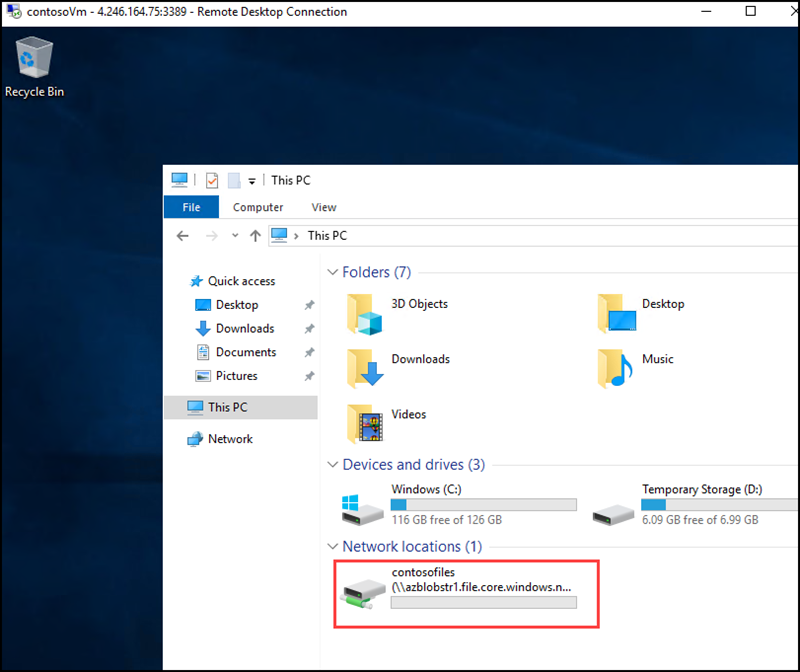 contosoVm - 4.246.164.75:3389 - Remote Desktop Connection
Recycle Bin
This PC
File Computer View
This PC
Quick access
Desktop
Downloads
Documents
Pictures
This PC
Network
Folders (7)
3D Objects
Desktop
Downloads
Music
Videos
Devices and drives (3)
Windows (C:)
116 GB free of 126 GB
Temporary Storage (D:)
6.09 GB free of 6.99 GB
Network locations (1)
contosofiles
(\\azblobstr1.file.core.windows.n...